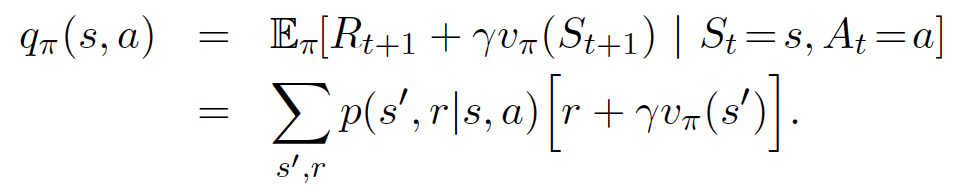 qπ(s, a) = 𝔼π[Rt+1 + γvπ(St+1) | St=s, At=a]
= ∑s′,r p(s′, r|s, a)[r + γvπ(s′)].